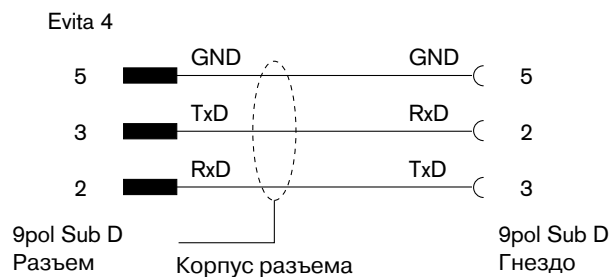 Evita 4
5 GND GND 5
3 TxD RxD 2
2 RxD TxD 3
9pol Sub D 9pol Sub D
Разъем Корпус разъема Гнездо